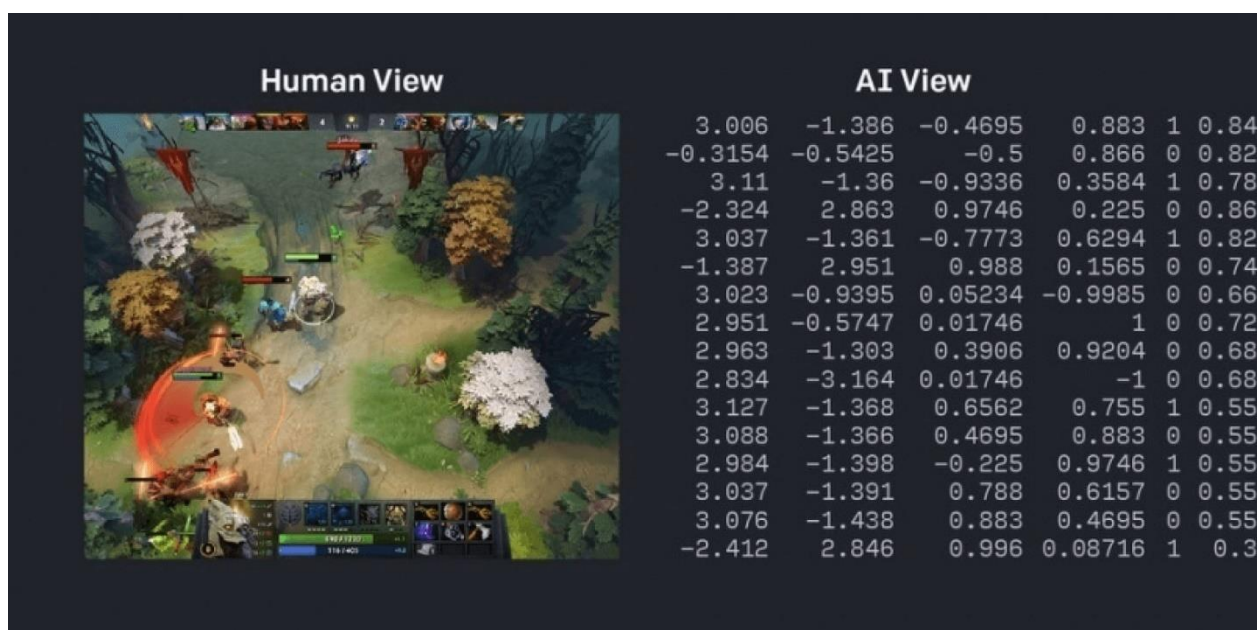 Human View
AI View
4 2
3.006 -1.386 -0.4695 0.883 1 0.84
-0.3154 -0.5425 -0.5 0.866 0 0.82
3.11 -1.36 -0.9336 0.3584 1 0.78
-2.324 2.863 0.9746 0.225 0 0.86
3.037 -1.361 -0.7773 0.6294 1 0.82
-1.387 2.951 0.988 0.1565 0 0.74
3.023 -0.9395 0.05234 -0.9985 0 0.66
2.951 -0.5747 0.01746 1 0 0.72
2.963 -1.303 0.3906 0.9204 0 0.68
2.834 -3.164 0.01746 -1 0 0.68
3.127 -1.368 0.6562 0.755 1 0.55
3.088 -1.366 0.4695 0.883 0 0.55
2.984 -1.398 -0.225 0.9746 1 0.55
3.037 -1.391 0.788 0.6157 0 0.55
3.076 -1.438 0.883 0.4695 0 0.55
-2.412 2.846 0.996 0.08716 1 0.3